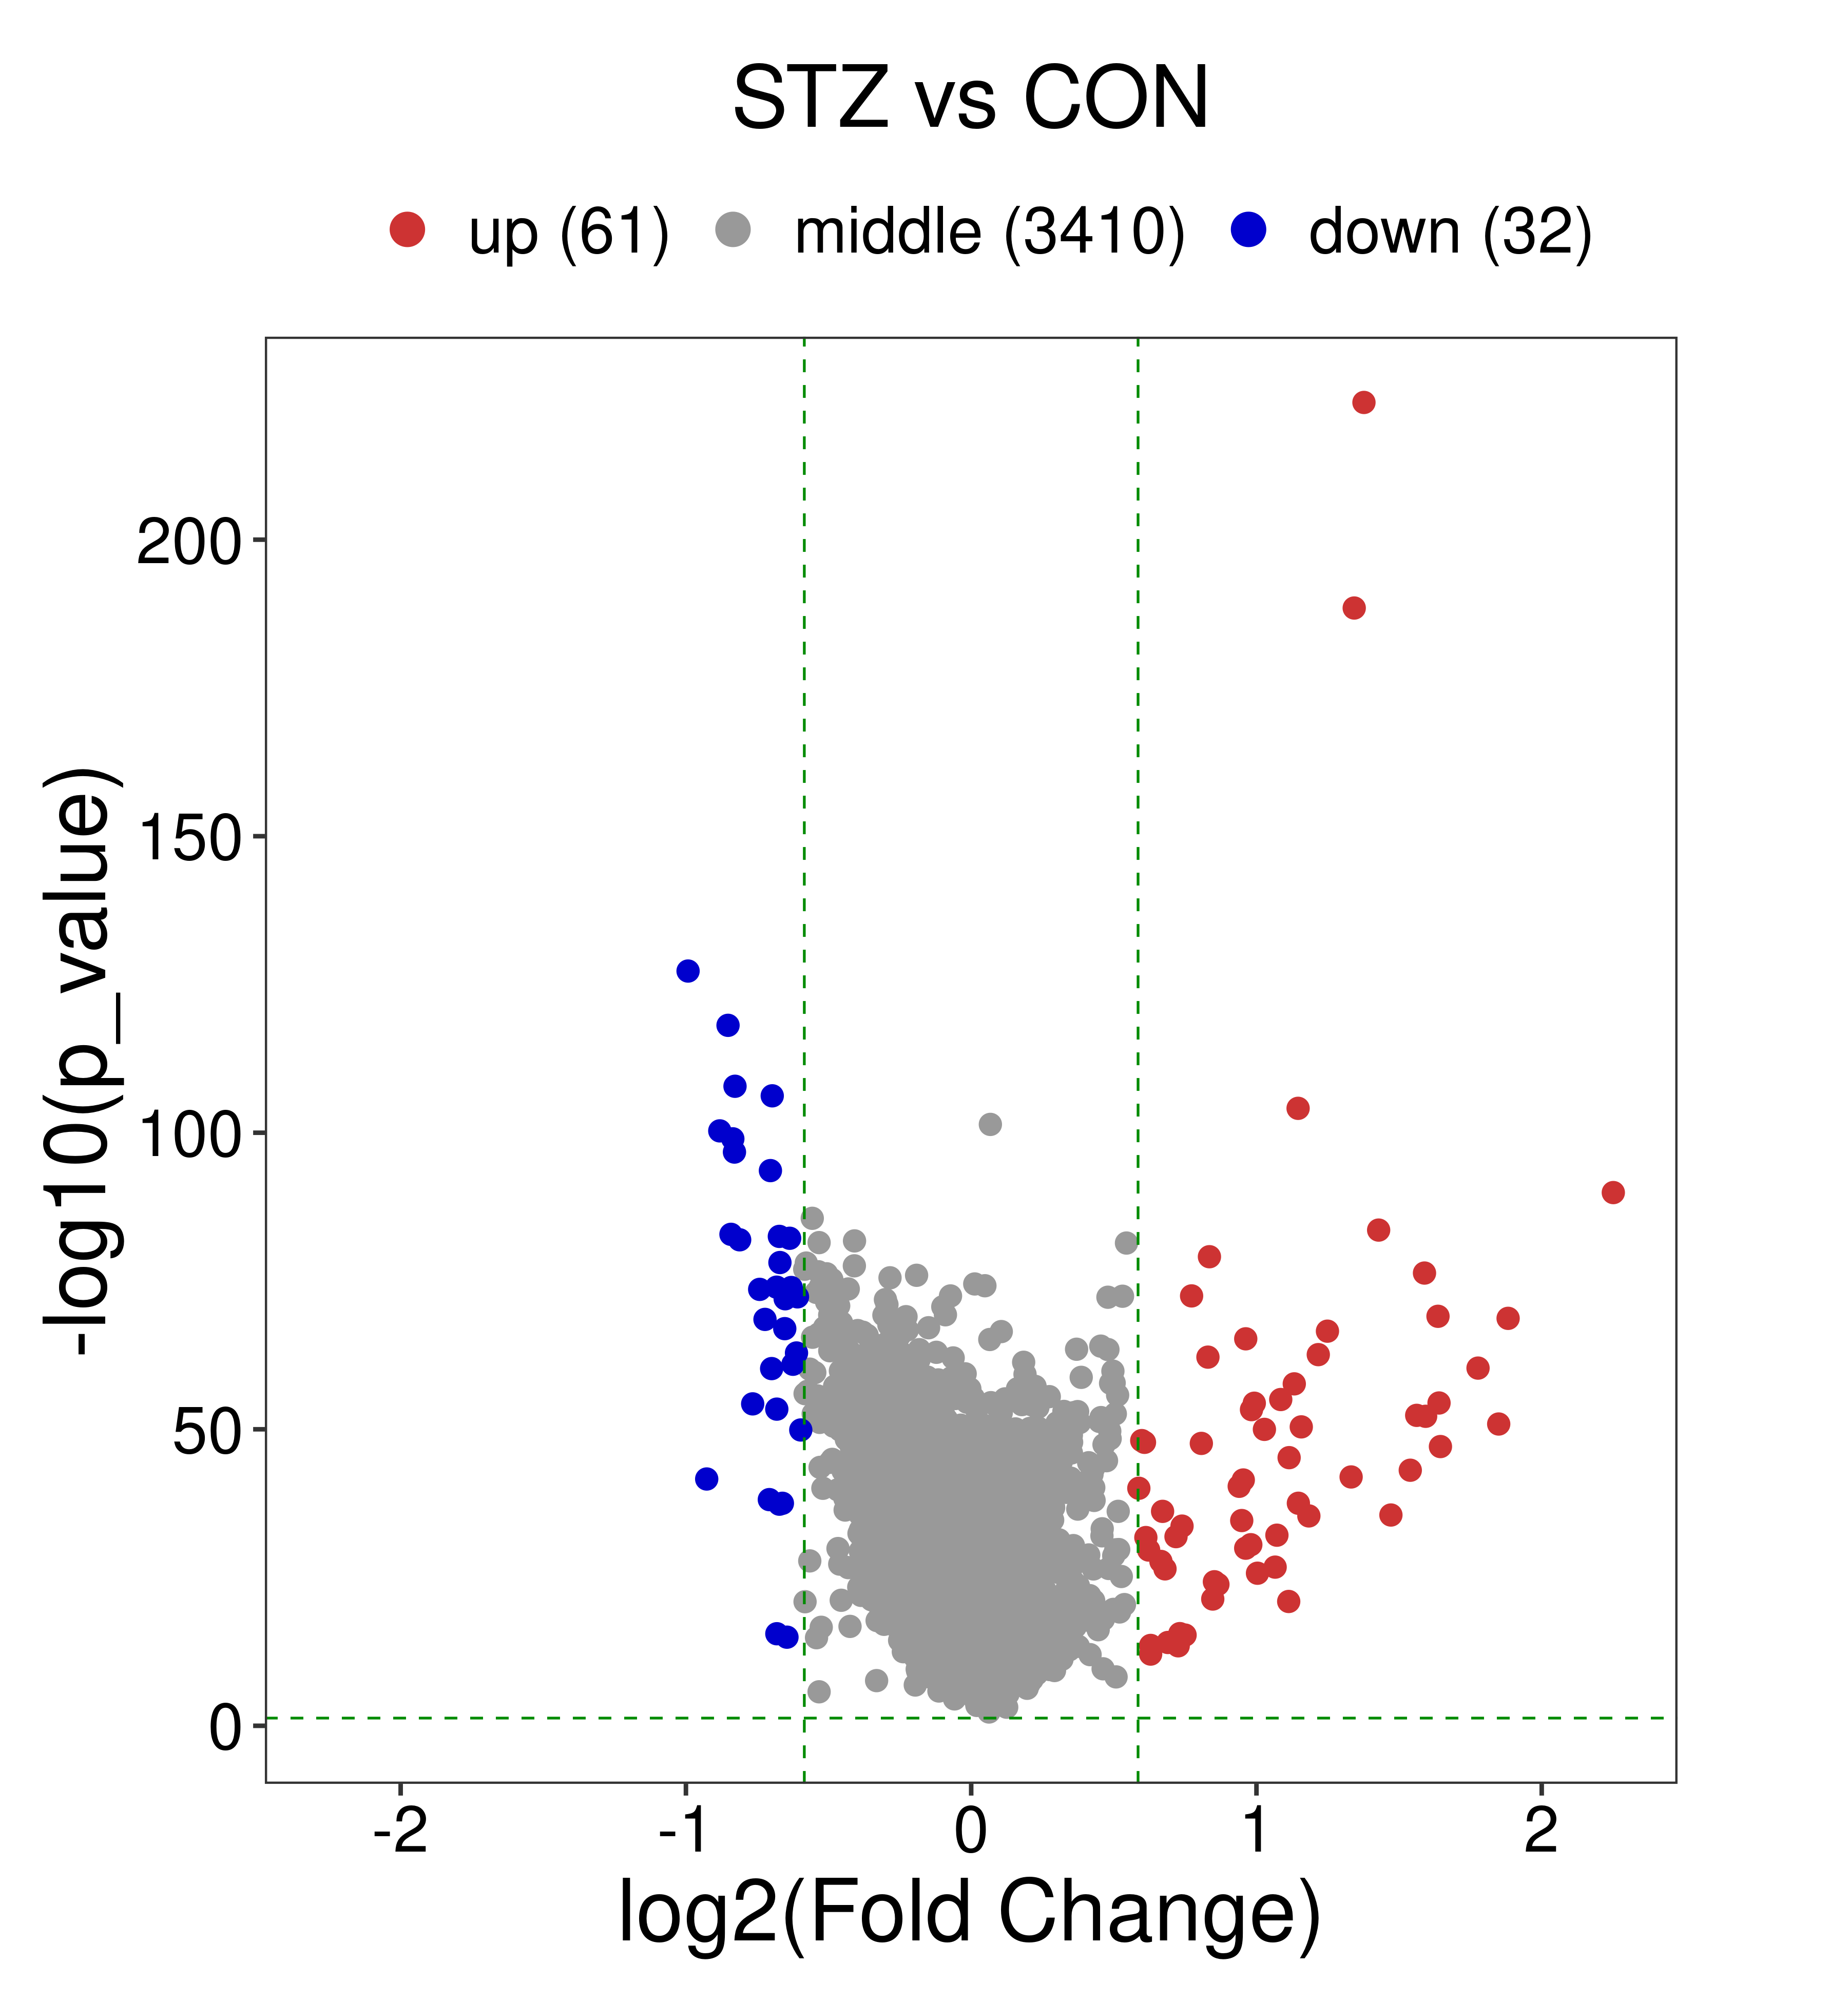 STZ vs CON
up (61) middle (3410) down (32)
-log10(p_value)
200
150
100
50
0
-2 -1 0 1 2
log2(Fold Change)